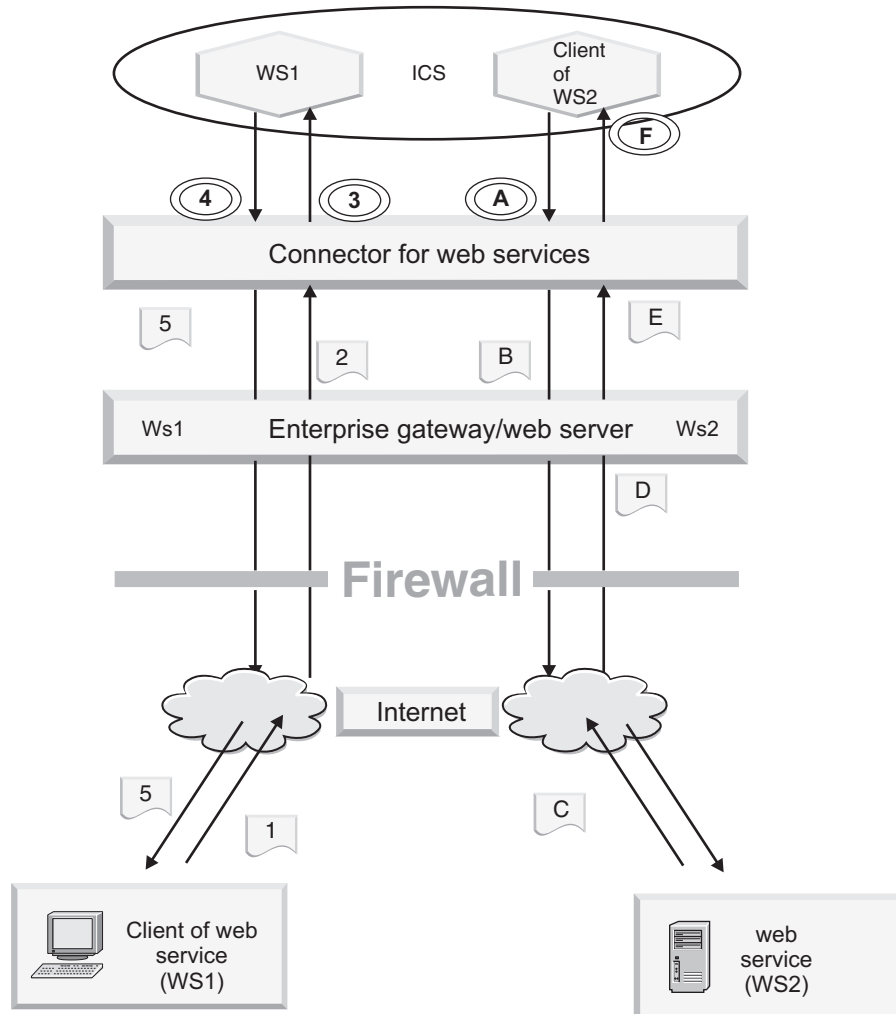 WS1
ICS
Client
of
WS2
F
4
3
A
Connector for web services
5
2
B
E
Ws1
Enterprise gateway/web server
Ws2
D
Firewall
Internet
5
1
C
Client of web
service
(WS1)
web
service
(WS2)